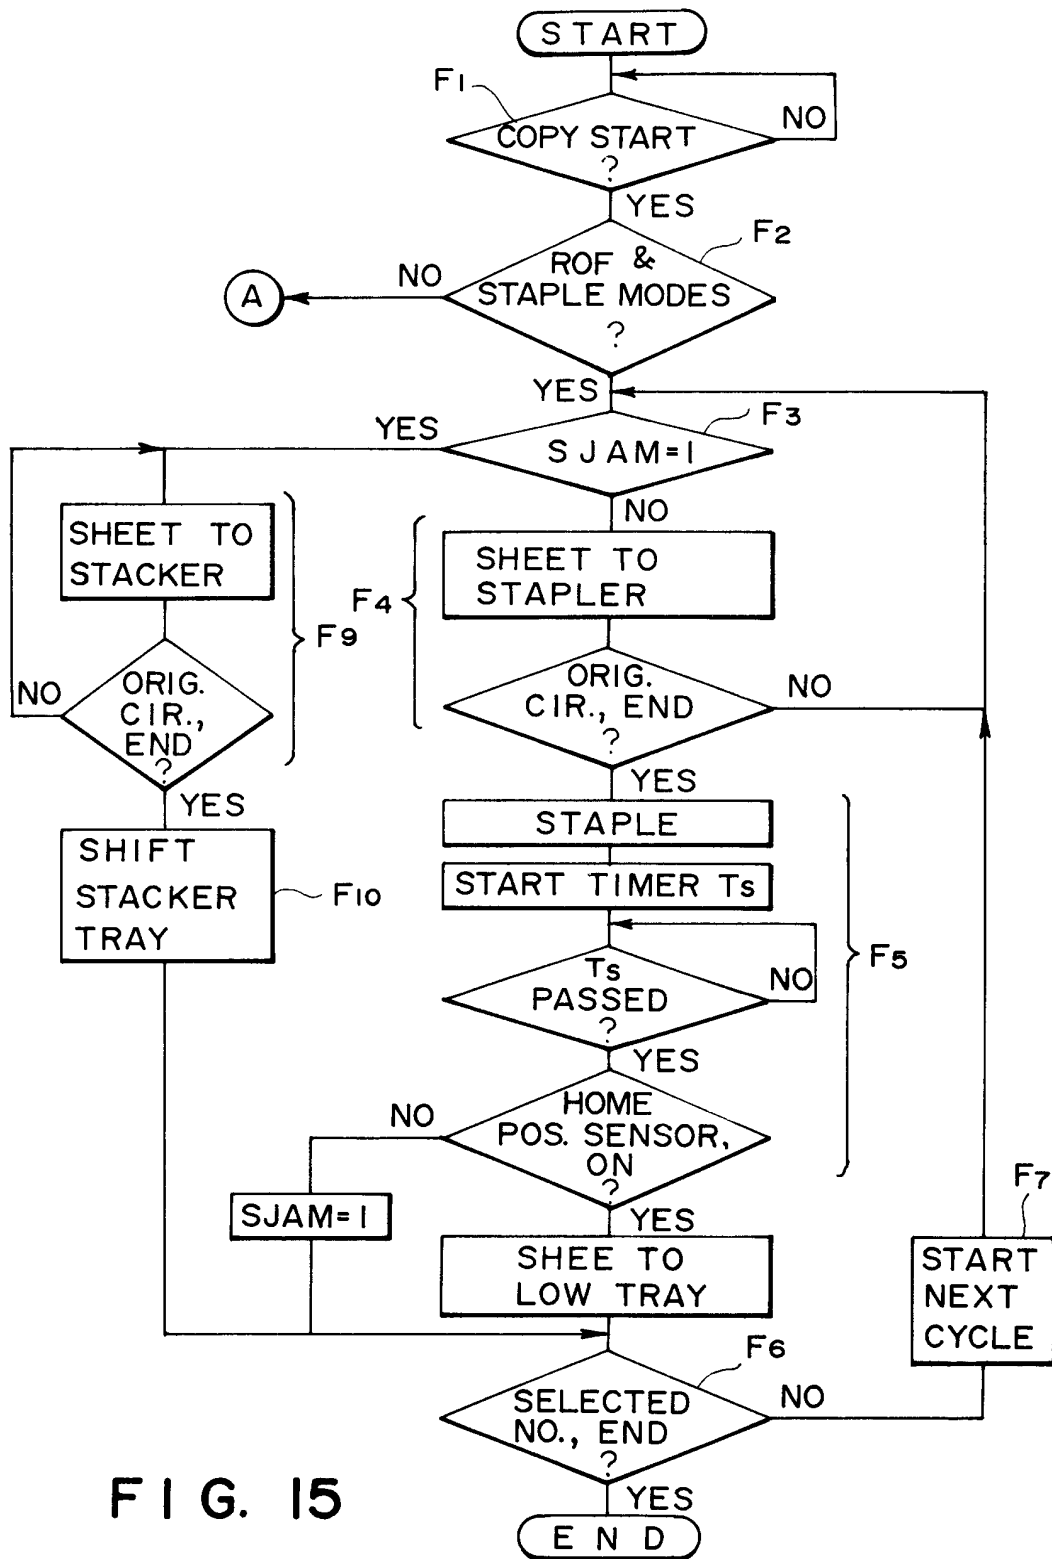 START
F1
COPY START
?
NO
YES
F2
ROF &
STAPLE MODES
?
NO
A
YES
F3
SJAM=1
YES
NO
SHEET TO
STACKER
F9
ORIG.
CIR.,
END
?
NO
YES
SHIFT
STACKER
TRAY
F10
F4
SHEET TO
STAPLER
ORIG.
CIR., END
?
NO
YES
STAPLE
START TIMER Ts
F5
Ts
PASSED
?
NO
YES
HOME
POS. SENSOR,
ON
?
NO
SJAM=1
YES
SHEE TO
LOW TRAY
F7
START
NEXT
CYCLE
F6
SELECTED
NO., END
?
NO
YES
END
FIG. 15